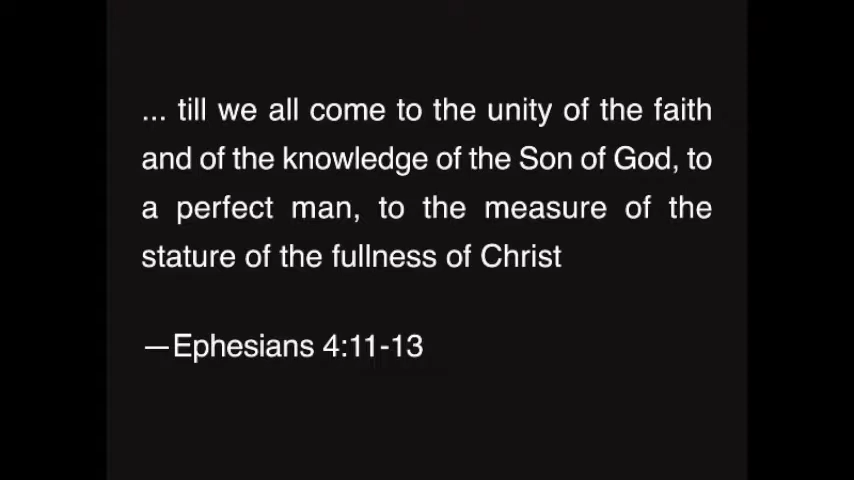 ... till we all come to the unity of the faith
and of the knowledge of the Son of God, to
a perfect man, to the measure of the
stature of the fullness of Christ
—Ephesians 4:11-13